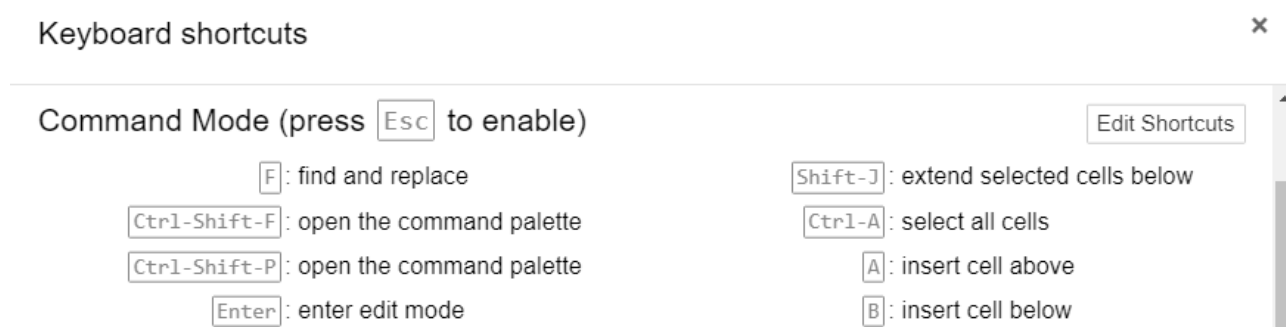 Keyboard shortcuts ×
Command Mode (press Esc to enable)
Edit Shortcuts
F: find and replace
Ctrl-Shift-F: open the command palette
Ctrl-Shift-P: open the command palette
Enter: enter edit mode
Shift-J: extend selected cells below
Ctrl-A: select all cells
A: insert cell above
B: insert cell below